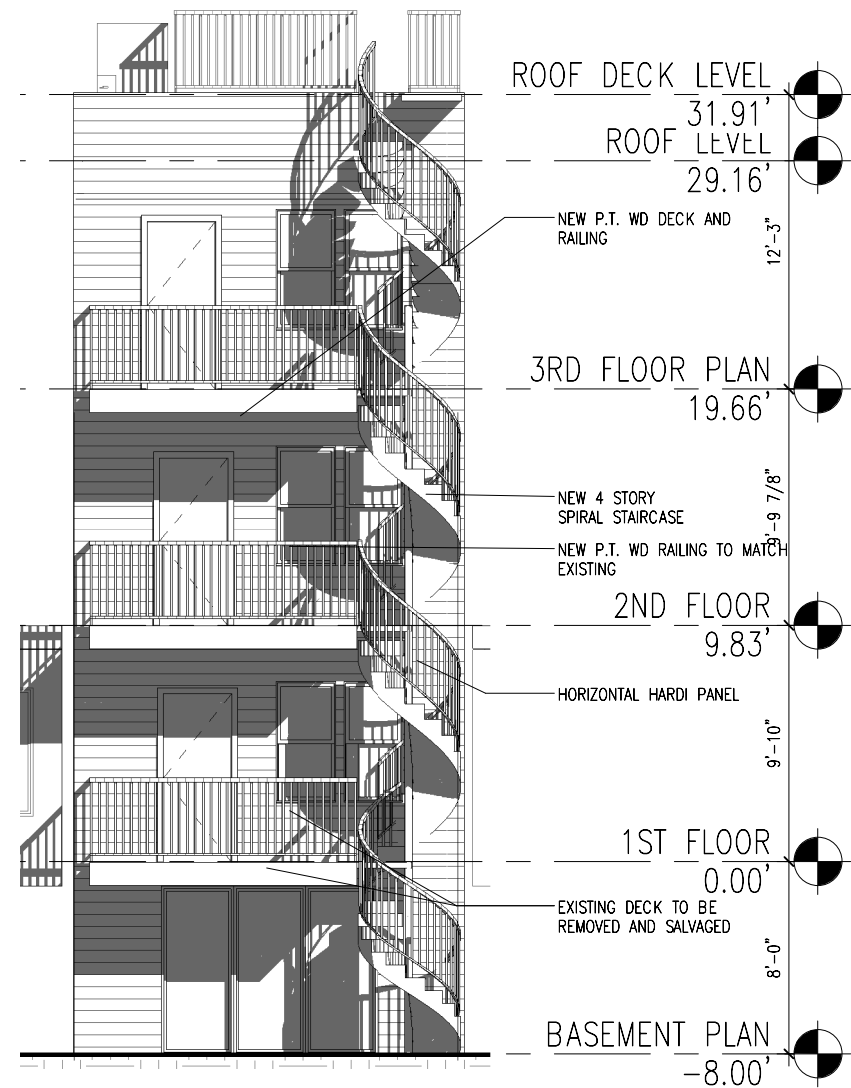 ROOF DECK LEVEL
31.91'
ROOF LEVEL
29.16'
NEW P.T. WD DECK AND
RAILING
12'-3"
3RD FLOOR PLAN
19.66'
NEW 4 STORY
SPIRAL STAIRCASE
9'-9 7/8"
NEW P.T. WD RAILING TO MATCH
EXISTING
2ND FLOOR
9.83'
HORIZONTAL HARDI PANEL
9'-10"
1ST FLOOR
0.00'
EXISTING DECK TO BE
REMOVED AND SALVAGED
8'-0"
BASEMENT PLAN
-8.00'